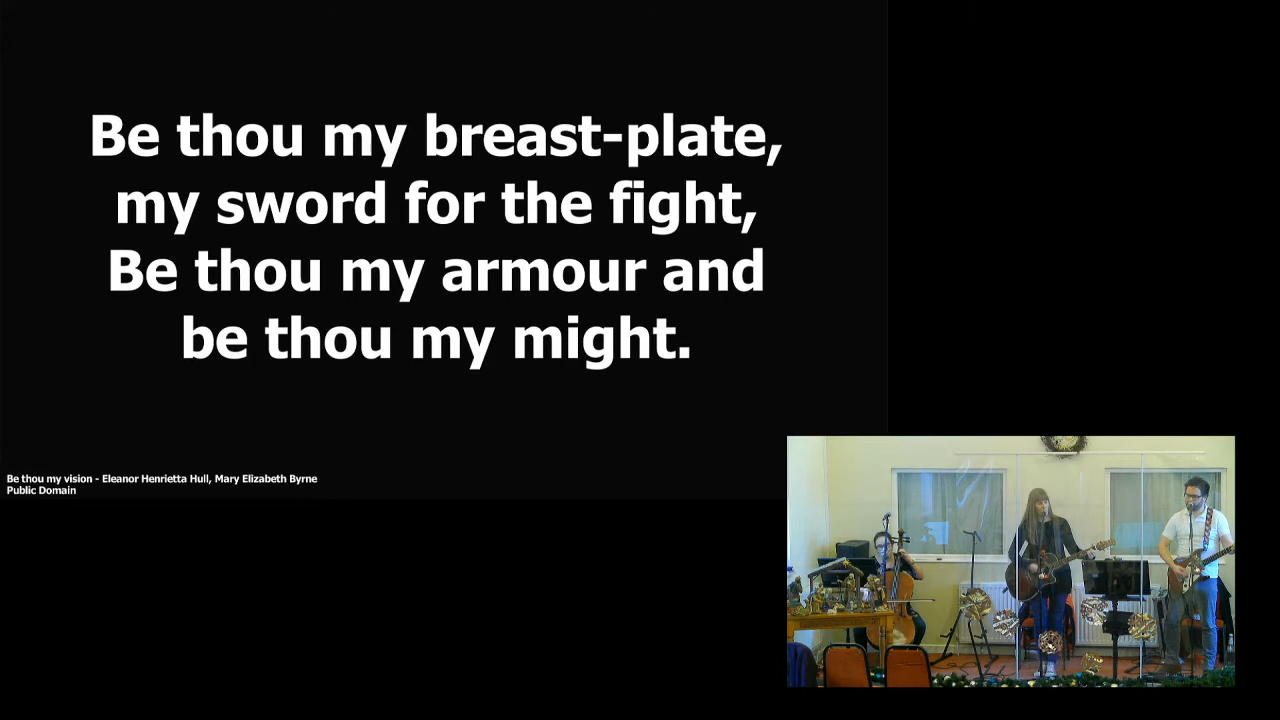 Be thou my breast-plate,
my sword for the fight,
Be thou my armour and
be thou my might.
Be thou my vision - Eleanor Henrietta Hull, Mary Elizabeth Byrne
Public Domain